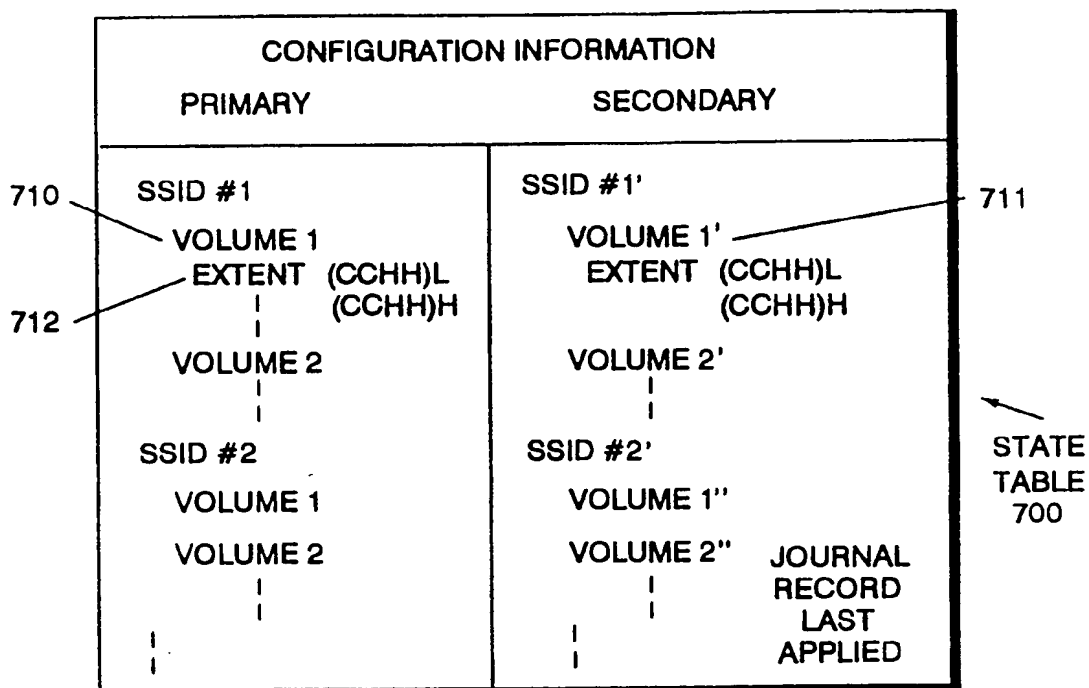 CONFIGURATION INFORMATION
PRIMARY SECONDARY
710 SSID #1 SSID #1' 711
VOLUME 1 VOLUME 1'
EXTENT (CCHH)L EXTENT (CCHH)L
712 (CCHH)H (CCHH)H
VOLUME 2 VOLUME 2'
SSID #2 SSID #2'
VOLUME 1 VOLUME 1"
VOLUME 2 VOLUME 2"
JOURNAL
RECORD
LAST
APPLIED
STATE
TABLE
700